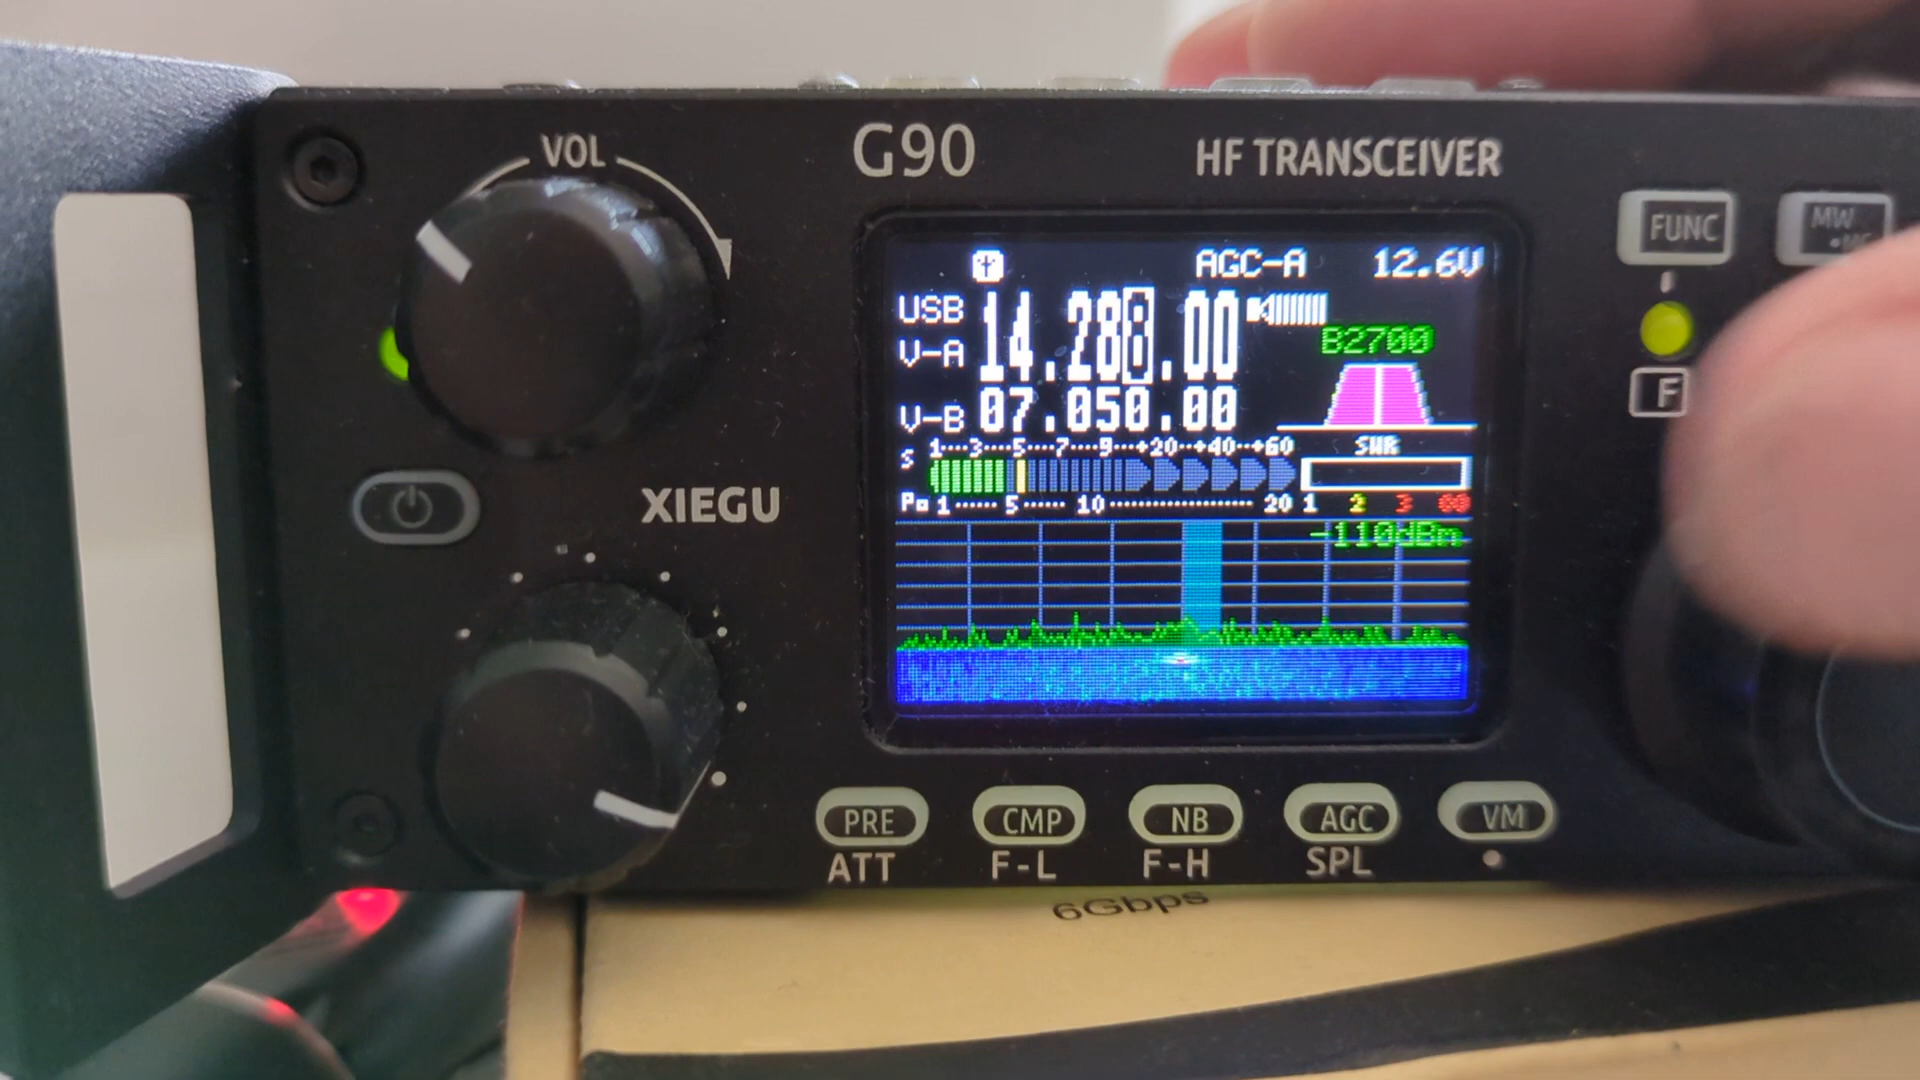 VOL
G90
HF TRANSCEIVER
FUNC
MW
AGC-A 12.6V
USB 14.288.00
B2700
V-A
V-B 07.050.00
S 1 3 5 7 9 +20 +40 +60 SWR
Po 1 5 10 20 1 2 3
-110dBm
F
XIEGU
PRE CMP NB AGC VM
ATT F-L F-H SPL
6Gbps